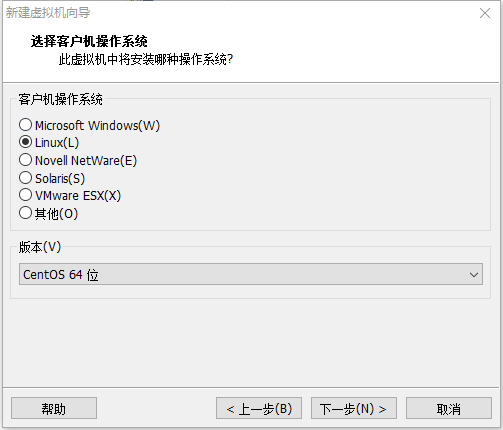 新建虚拟机向导
选择客户机操作系统
此虚拟机中将安装哪种操作系统?
客户机操作系统
Microsoft Windows(W)
Linux(L)
Novell NetWare(E)
Solaris(S)
VMware ESX(X)
其他(O)
版本(V)
CentOS 64 位
帮助
< 上一步(B)
下一步(N) >
取消